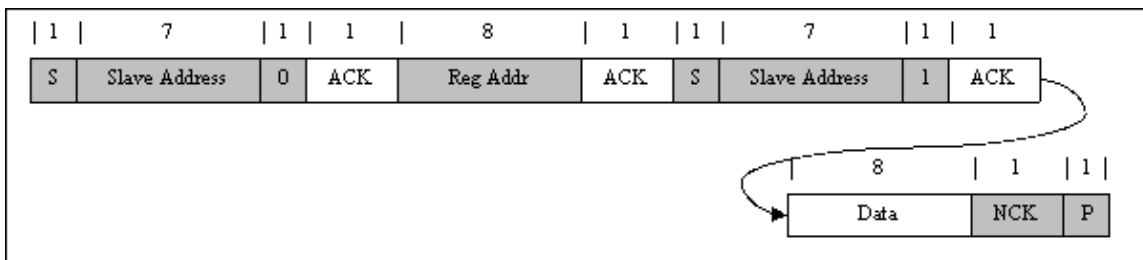 | 1 | 7 | 1 | 1 | 8 | 1 | 1 | 7 | 1 | 1
S Slave Address 0 ACK Reg Addr ACK S Slave Address 1 ACK
| 8 | 1 | 1 |
Data NCK P